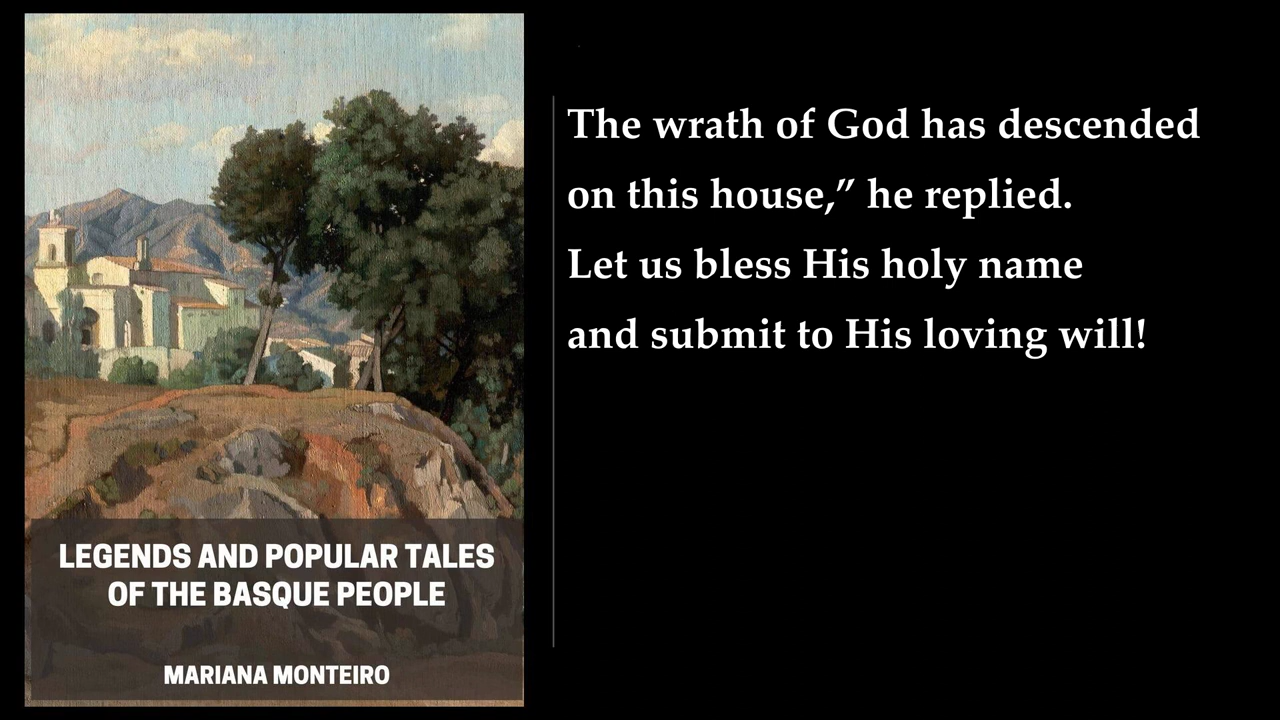 The wrath of God has descended
on this house,” he replied.
Let us bless His holy name
and submit to His loving will!
LEGENDS AND POPULAR TALES
OF THE BASQUE PEOPLE
MARIANA MONTEIRO